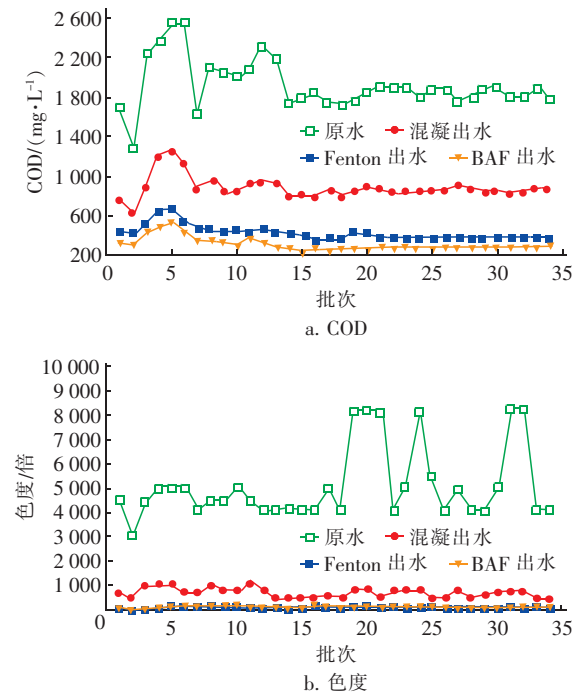 2 600
2 200
1 800
1 400
1 000
600
200
COD/(mg·L⁻¹)
原水 混凝出水
Fenton 出水 BAF 出水
0 5 10 15 20 25 30 35
批次
a. COD
10 000
9 000
8 000
7 000
6 000
5 000
4 000
3 000
2 000
1 000
色度/倍
原水 混凝出水
Fenton 出水 BAF 出水
0 5 10 15 20 25 30 35
批次
b. 色度